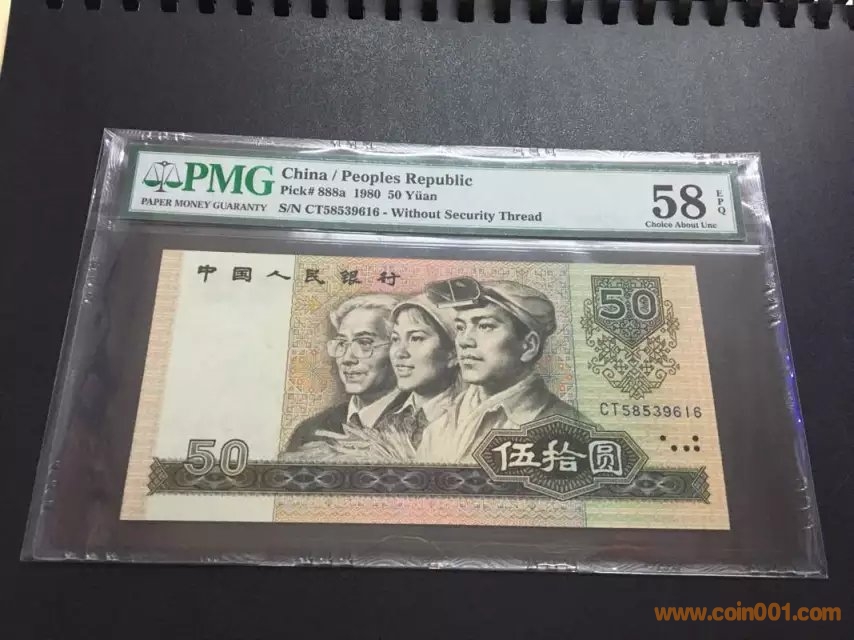 PMG
PAPER MONEY GUARANTY
China / Peoples Republic
Pick# 888a 1980 50 Yüan
S/N CT58539616 - Without Security Thread
58
EPQ
Choice About Unc
中国人民银行
50
CT58539616
50
伍拾圆
www.coin001.com